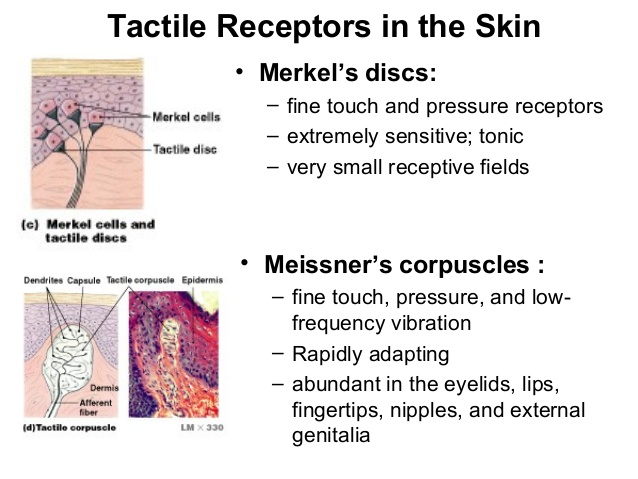 Tactile Receptors in the Skin
• Merkel's discs:
– fine touch and pressure receptors
– extremely sensitive; tonic
– very small receptive fields
Merkel cells
Tactile disc
(c) Merkel cells and
tactile discs
• Meissner's corpuscles :
– fine touch, pressure, and low-
frequency vibration
– Rapidly adapting
– abundant in the eyelids, lips,
fingertips, nipples, and external
genitalia
Dendrites Capsule Tactile corpuscle Epidermis
Dermis
Afferent
fiber
(d)Tactile corpuscle
LM × 330